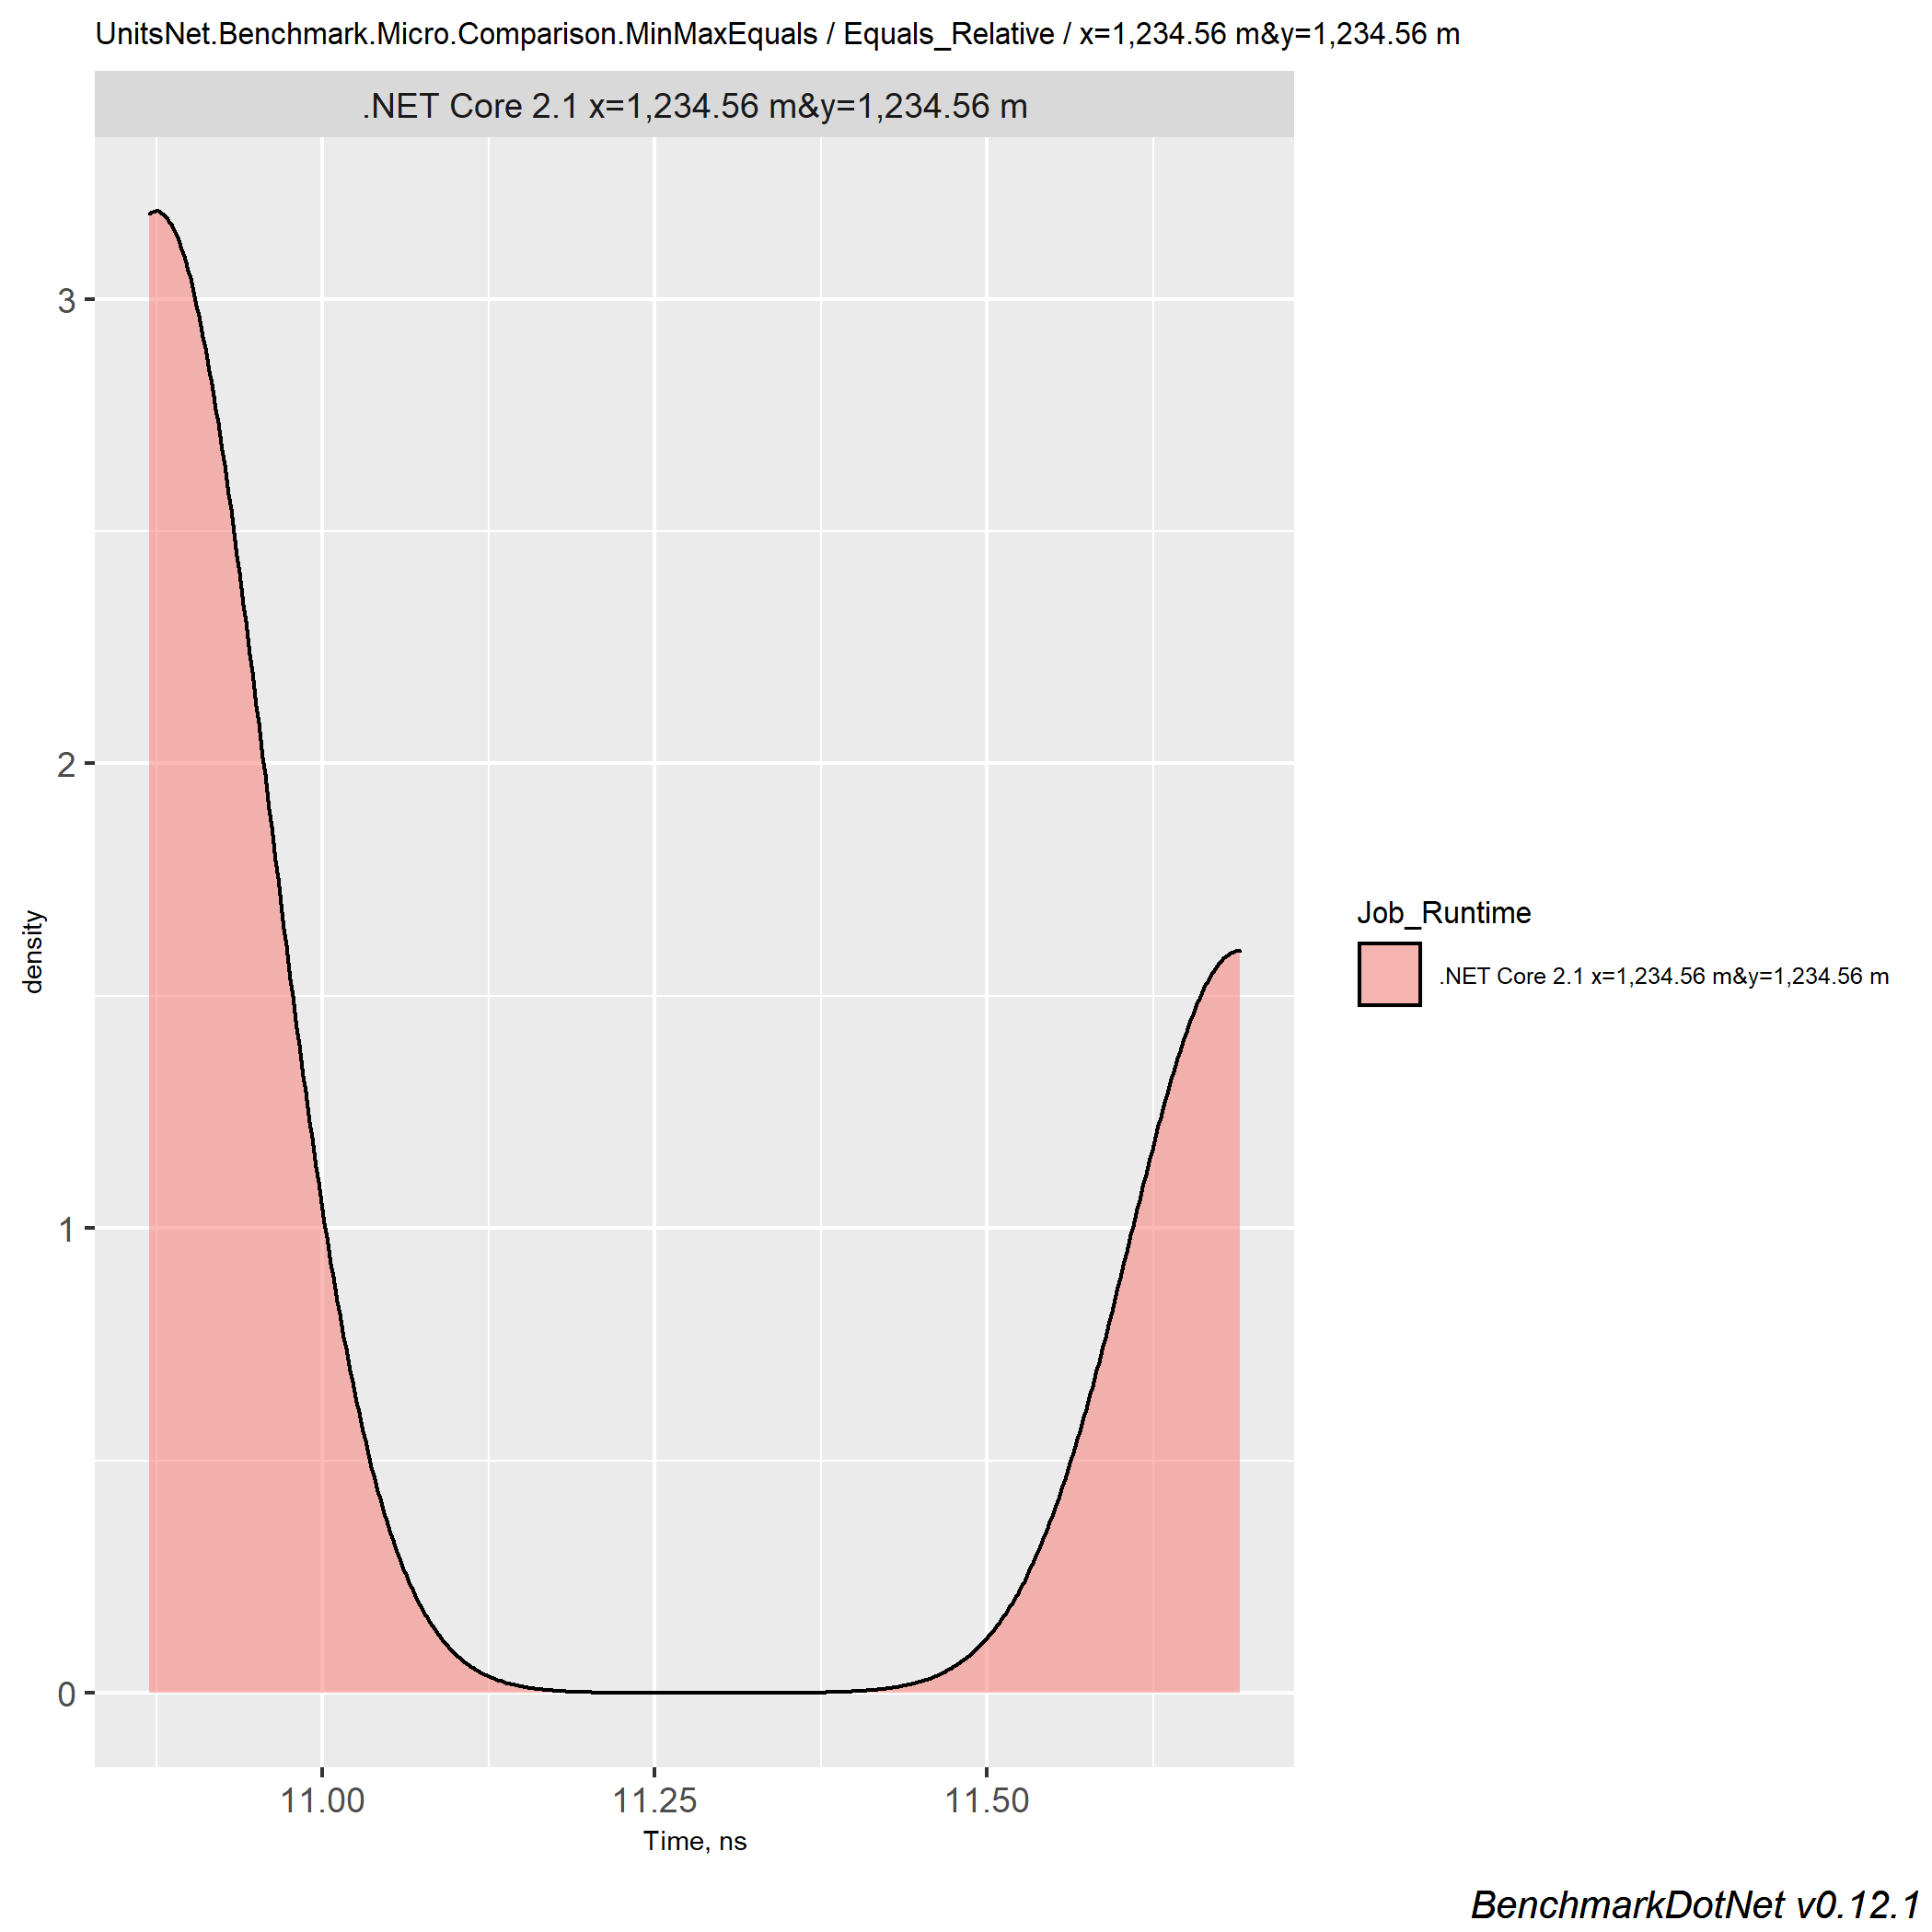 UnitsNet.Benchmark.Micro.Comparison.MinMaxEquals / Equals_Relative / x=1,234.56 m&y=1,234.56 m
.NET Core 2.1 x=1,234.56 m&y=1,234.56 m
3
2
1
0
density
11.00 11.25 11.50
Time, ns
Job_Runtime
.NET Core 2.1 x=1,234.56 m&y=1,234.56 m
BenchmarkDotNet v0.12.1